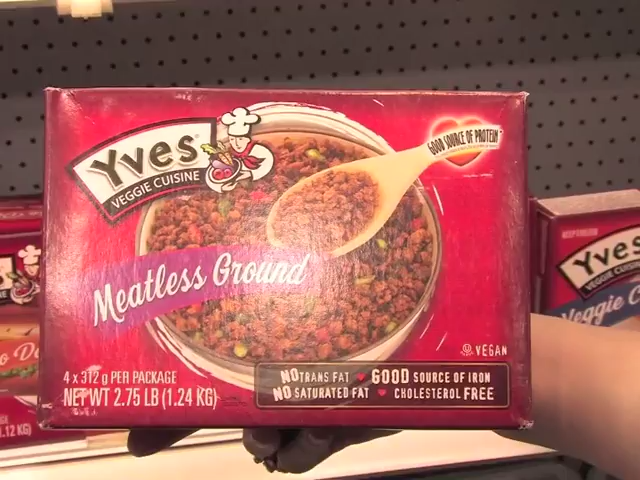 Yves
VEGGIE CUISINE
GOOD SOURCE OF PROTEIN
Meatless Ground
VEGAN
4 x 312 g PER PACKAGE
NET WT 2.75 LB (1.24 KG)
NO TRANS FAT ♥ GOOD SOURCE OF IRON
NO SATURATED FAT ♥ CHOLESTEROL FREE
KEEP FROZEN
Yves
VEGGIE CUISINE
Veggie